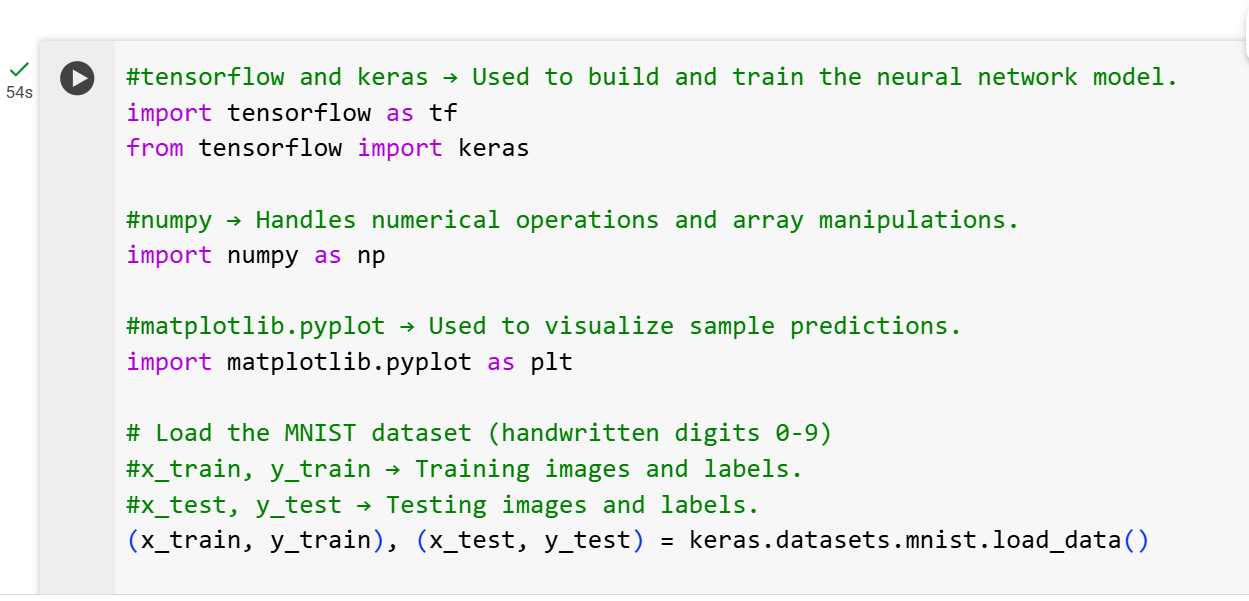 #tensorflow and keras → Used to build and train the neural network model.
54s
import tensorflow as tf
from tensorflow import keras
#numpy → Handles numerical operations and array manipulations.
import numpy as np
#matplotlib.pyplot → Used to visualize sample predictions.
import matplotlib.pyplot as plt
# Load the MNIST dataset (handwritten digits 0-9)
#x_train, y_train → Training images and labels.
#x_test, y_test → Testing images and labels.
(x_train, y_train), (x_test, y_test) = keras.datasets.mnist.load_data()